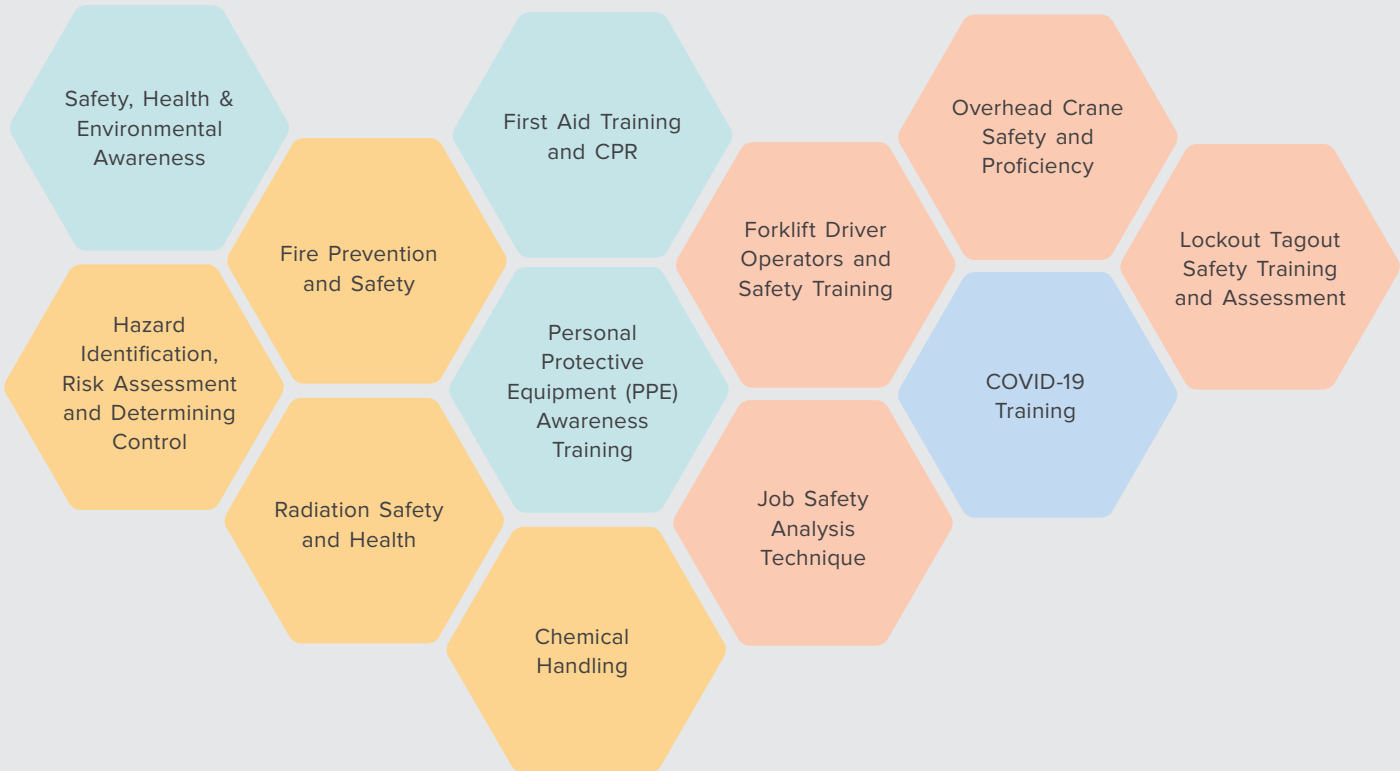 Safety, Health &
Environmental
Awareness
First Aid Training
and CPR
Overhead Crane
Safety and
Proficiency
Fire Prevention
and Safety
Forklift Driver
Operators and
Safety Training
Lockout Tagout
Safety Training
and Assessment
Hazard
Identification,
Risk Assessment
and Determining
Control
Personal
Protective
Equipment (PPE)
Awareness
Training
COVID-19
Training
Radiation Safety
and Health
Job Safety
Analysis
Technique
Chemical
Handling